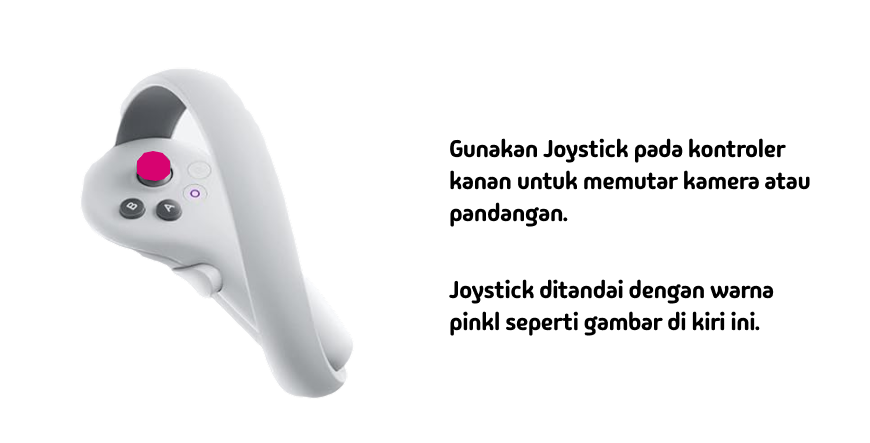 Gunakan Joystick pada kontroler
kanan untuk memutar kamera atau
pandangan.
Joystick ditandai dengan warna
pinkl seperti gambar di kiri ini.
B
A